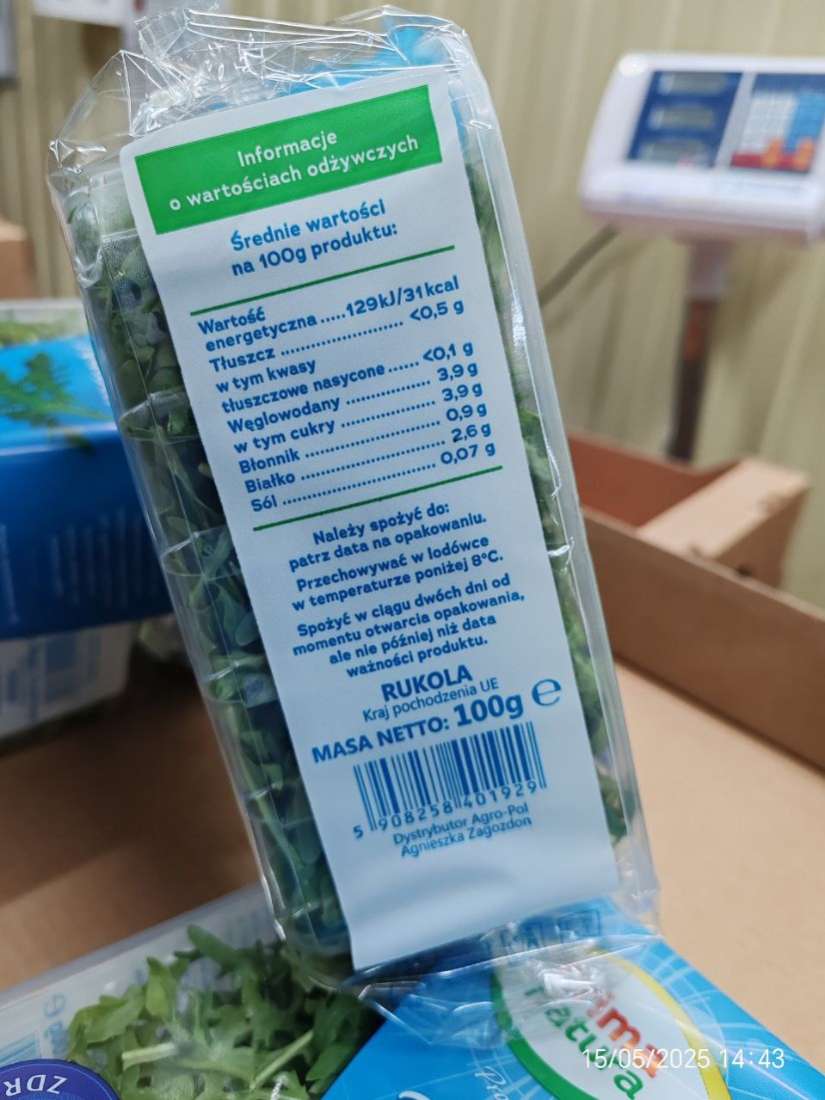 Informacje
o wartościach odżywczych
Średnie wartości
na 100g produktu:
Wartość
energetyczna.....129kJ/31kcal
Tłuszcz ........................ <0,5 g
w tym kwasy
tłuszczowe nasycone......<0,1 g
Węglowodany ................. 3,9 g
w tym cukry ................... 3,9 g
Błonnik ........................... 0,9 g
Białko .............................. 2,6 g
Sól ................................ 0,07 g
Należy spożyć do:
patrz data na opakowaniu.
Przechowywać w lodówce
w temperaturze poniżej 8°C.
Spożyć w ciągu dwóch dni od
momentu otwarcia opakowania,
ale nie później niż data
ważności produktu.
RUKOLA
Kraj pochodzenia UE
MASA NETTO: 100g ℮
5 908258 401929
Dystrybutor Agro-Pol
Agnieszka Zagozdon
natura
ZDR
15/05/2025 14:43